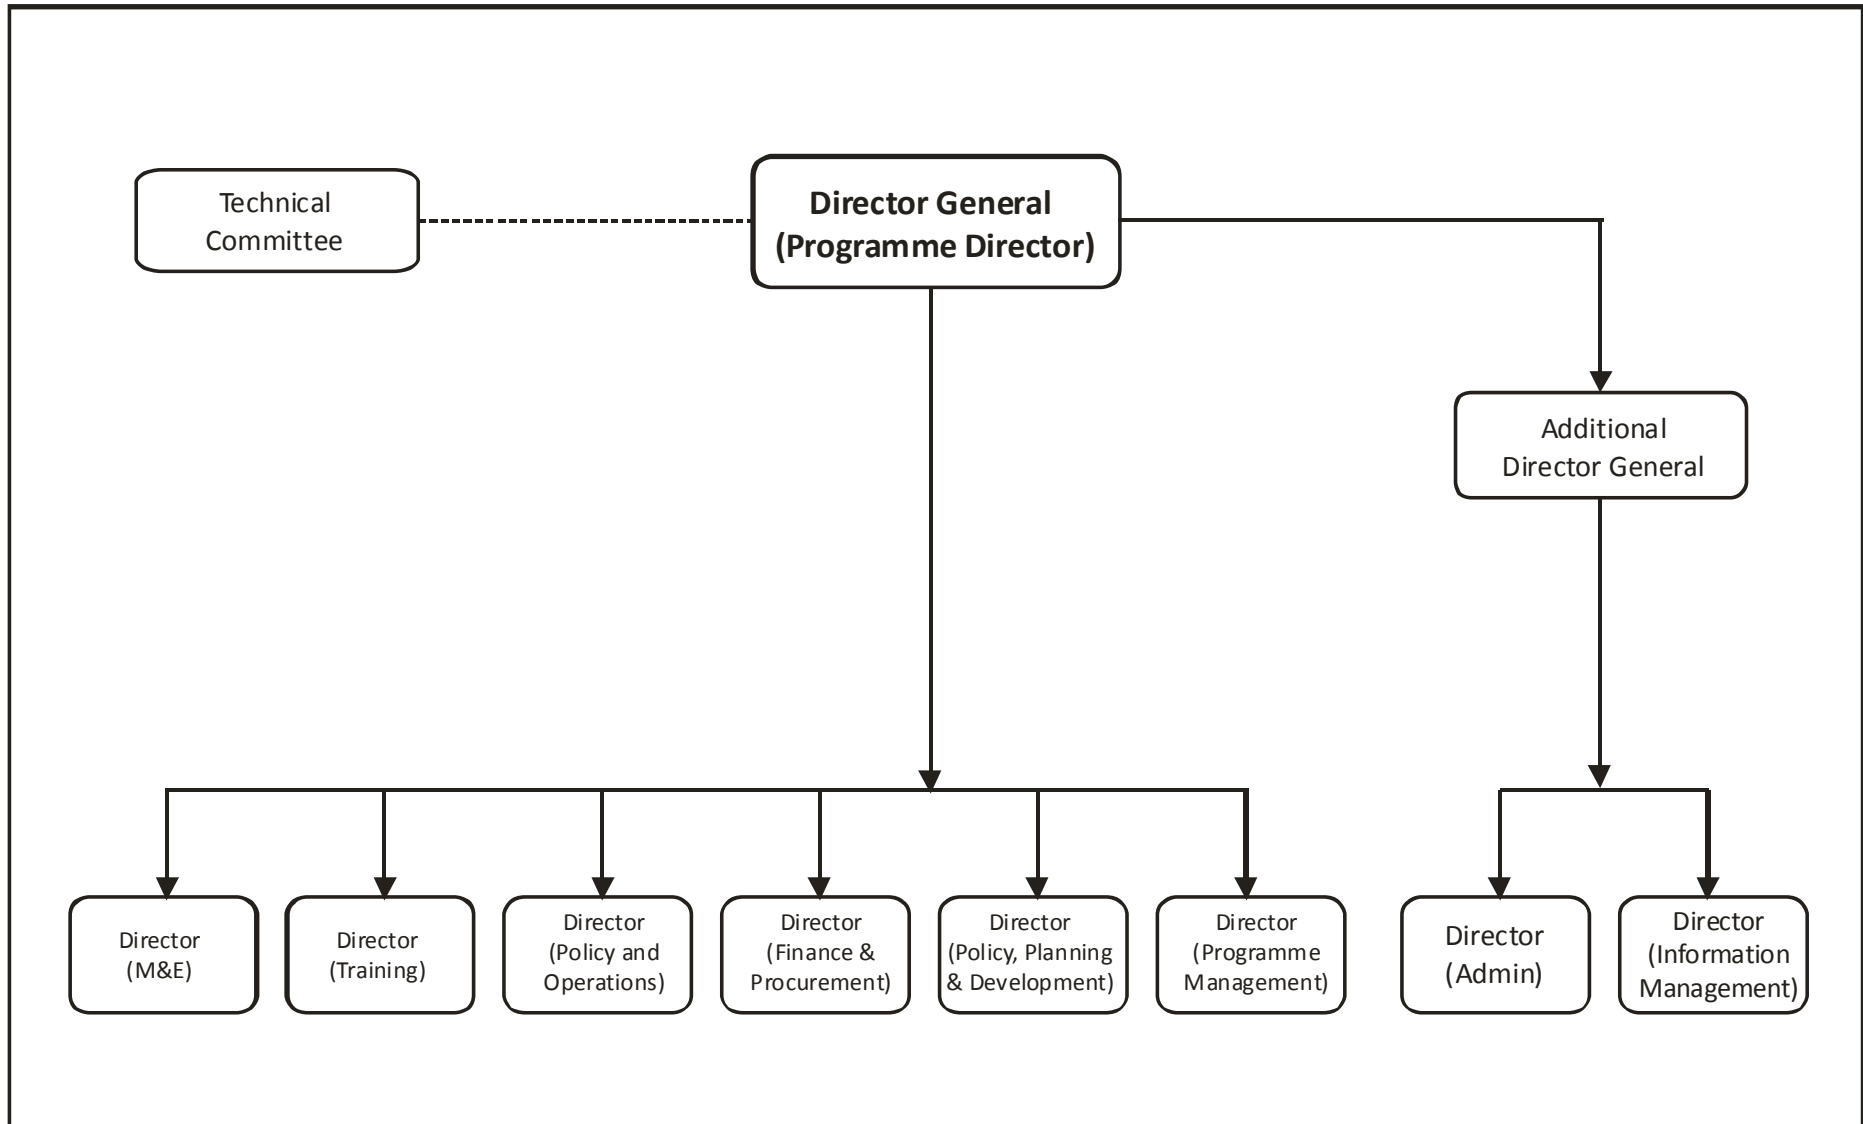 Technical
Committee
Director General
(Programme Director)
Additional
Director General
Director
(M&E)
Director
(Training)
Director
(Policy and
Operations)
Director
(Finance &
Procurement)
Director
(Policy, Planning
& Development)
Director
(Programme
Management)
Director
(Admin)
Director
(Information
Management)